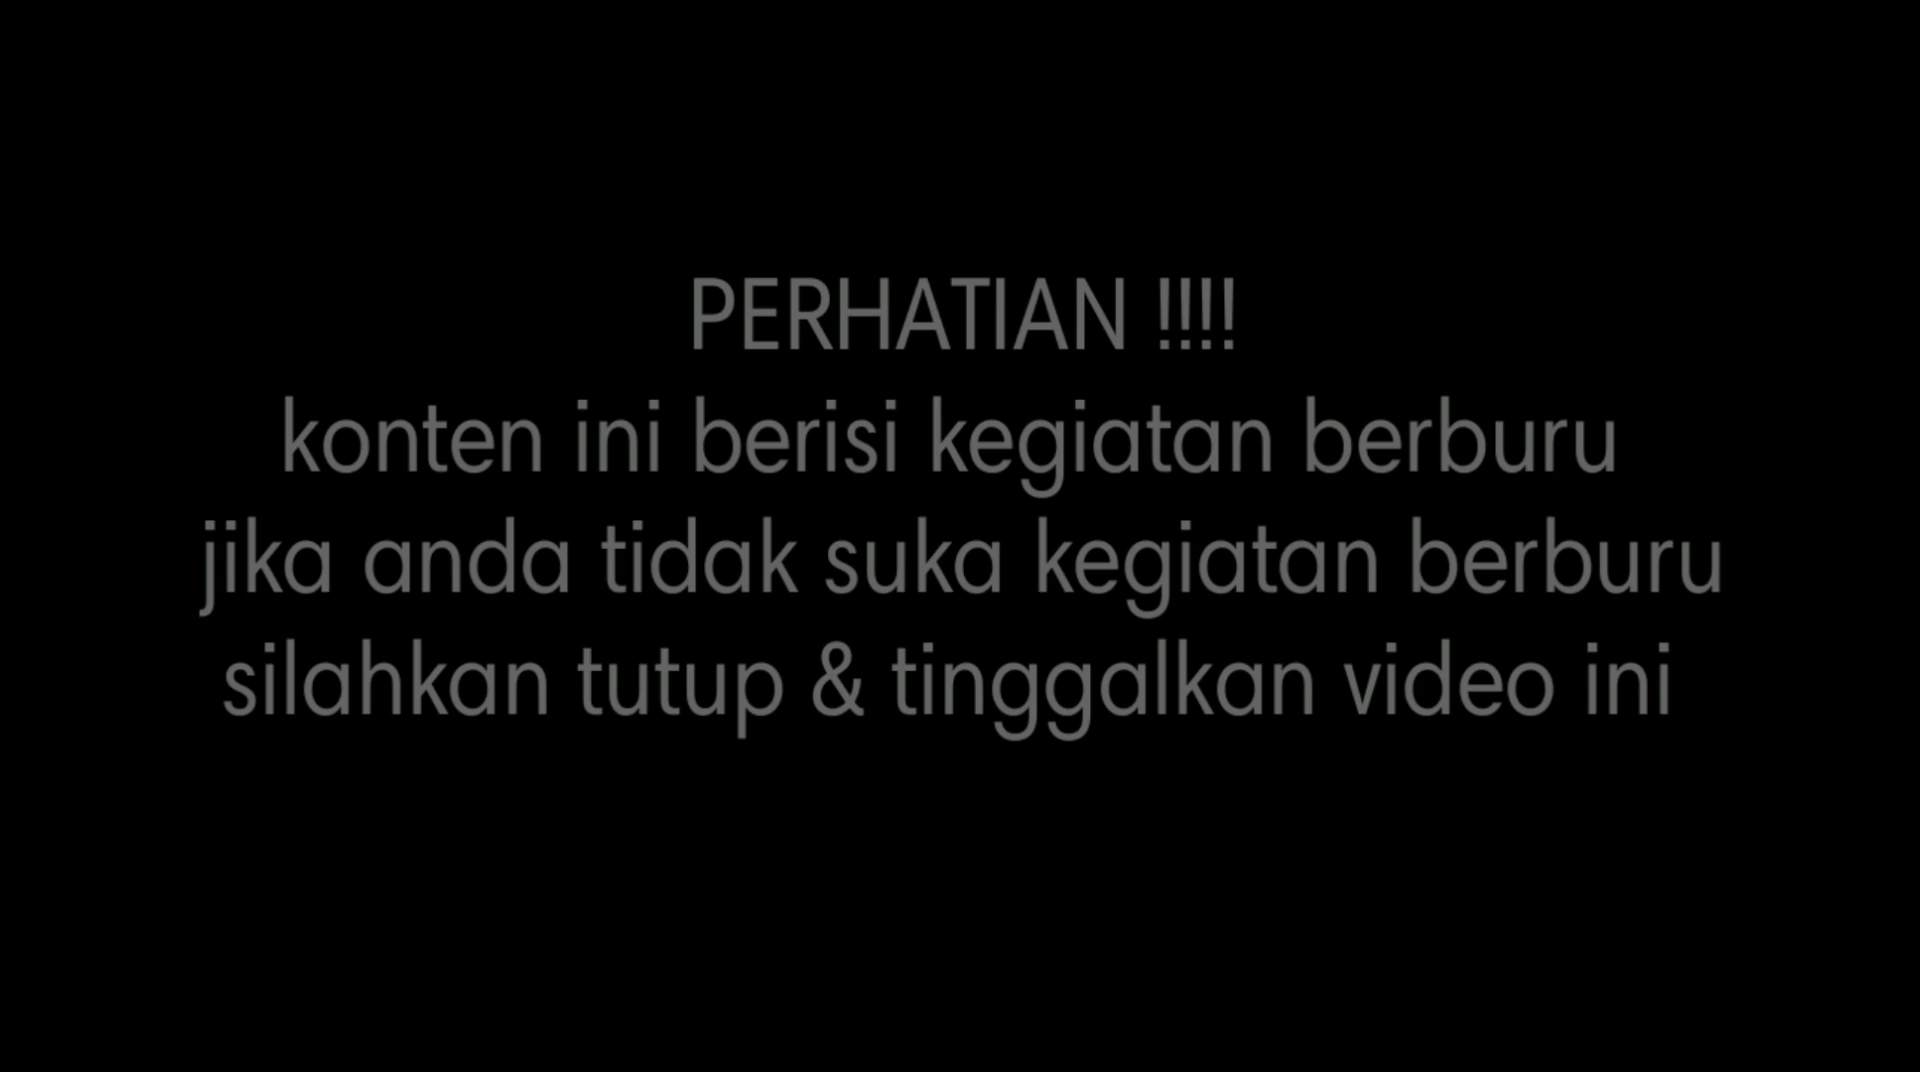 PERHATIAN !!!!
konten ini berisi kegiatan berburu
jika anda tidak suka kegiatan berburu
silahkan tutup & tinggalkan video ini